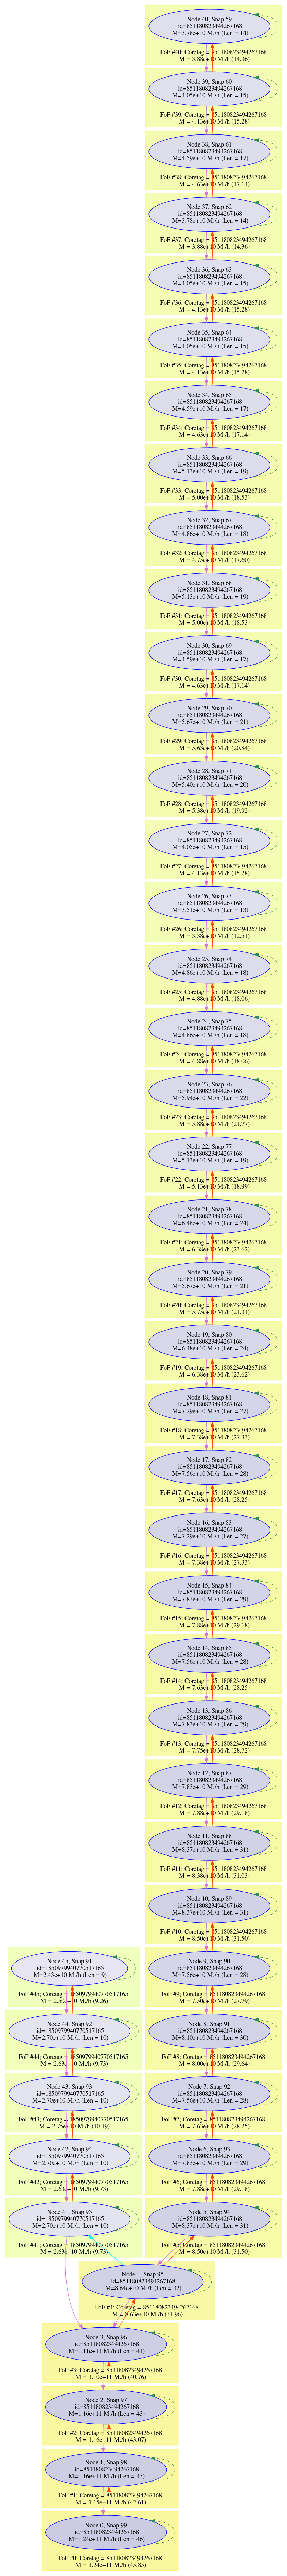 Node 40, Snap 59
id=851180823494267168
M=3.78e+10 M./h (Len = 14)
FoF #40; Coretag = 851180823494267168
M = 3.88e+10 M./h (14.36)
Node 39, Snap 60
id=851180823494267168
M=4.05e+10 M./h (Len = 15)
FoF #39; Coretag = 851180823494267168
M = 4.13e+10 M./h (15.28)
Node 38, Snap 61
id=851180823494267168
M=4.59e+10 M./h (Len = 17)
FoF #38; Coretag = 851180823494267168
M = 4.63e+10 M./h (17.14)
Node 37, Snap 62
id=851180823494267168
M=3.78e+10 M./h (Len = 14)
FoF #37; Coretag = 851180823494267168
M = 3.88e+10 M./h (14.36)
Node 36, Snap 63
id=851180823494267168
M=4.05e+10 M./h (Len = 15)
FoF #36; Coretag = 851180823494267168
M = 4.13e+10 M./h (15.28)
Node 35, Snap 64
id=851180823494267168
M=4.05e+10 M./h (Len = 15)
FoF #35; Coretag = 851180823494267168
M = 4.13e+10 M./h (15.28)
Node 34, Snap 65
id=851180823494267168
M=4.59e+10 M./h (Len = 17)
FoF #34; Coretag = 851180823494267168
M = 4.63e+10 M./h (17.14)
Node 33, Snap 66
id=851180823494267168
M=5.13e+10 M./h (Len = 19)
FoF #33; Coretag = 851180823494267168
M = 5.00e+10 M./h (18.53)
Node 32, Snap 67
id=851180823494267168
M=4.86e+10 M./h (Len = 18)
FoF #32; Coretag = 851180823494267168
M = 4.75e+10 M./h (17.60)
Node 31, Snap 68
id=851180823494267168
M=5.13e+10 M./h (Len = 19)
FoF #31; Coretag = 851180823494267168
M = 5.00e+10 M./h (18.53)
Node 30, Snap 69
id=851180823494267168
M=4.59e+10 M./h (Len = 17)
FoF #30; Coretag = 851180823494267168
M = 4.63e+10 M./h (17.14)
Node 29, Snap 70
id=851180823494267168
M=5.67e+10 M./h (Len = 21)
FoF #29; Coretag = 851180823494267168
M = 5.63e+10 M./h (20.84)
Node 28, Snap 71
id=851180823494267168
M=5.40e+10 M./h (Len = 20)
FoF #28; Coretag = 851180823494267168
M = 5.38e+10 M./h (19.92)
Node 27, Snap 72
id=851180823494267168
M=4.05e+10 M./h (Len = 15)
FoF #27; Coretag = 851180823494267168
M = 4.13e+10 M./h (15.28)
Node 26, Snap 73
id=851180823494267168
M=3.51e+10 M./h (Len = 13)
FoF #26; Coretag = 851180823494267168
M = 3.38e+10 M./h (12.51)
Node 25, Snap 74
id=851180823494267168
M=4.86e+10 M./h (Len = 18)
FoF #25; Coretag = 851180823494267168
M = 4.88e+10 M./h (18.06)
Node 24, Snap 75
id=851180823494267168
M=4.86e+10 M./h (Len = 18)
FoF #24; Coretag = 851180823494267168
M = 4.88e+10 M./h (18.06)
Node 23, Snap 76
id=851180823494267168
M=5.94e+10 M./h (Len = 22)
FoF #23; Coretag = 851180823494267168
M = 5.88e+10 M./h (21.77)
Node 22, Snap 77
id=851180823494267168
M=5.13e+10 M./h (Len = 19)
FoF #22; Coretag = 851180823494267168
M = 5.13e+10 M./h (18.99)
Node 21, Snap 78
id=851180823494267168
M=6.48e+10 M./h (Len = 24)
FoF #21; Coretag = 851180823494267168
M = 6.38e+10 M./h (23.62)
Node 20, Snap 79
id=851180823494267168
M=5.67e+10 M./h (Len = 21)
FoF #20; Coretag = 851180823494267168
M = 5.75e+10 M./h (21.31)
Node 19, Snap 80
id=851180823494267168
M=6.48e+10 M./h (Len = 24)
FoF #19; Coretag = 851180823494267168
M = 6.38e+10 M./h (23.62)
Node 18, Snap 81
id=851180823494267168
M=7.29e+10 M./h (Len = 27)
FoF #18; Coretag = 851180823494267168
M = 7.38e+10 M./h (27.33)
Node 17, Snap 82
id=851180823494267168
M=7.56e+10 M./h (Len = 28)
FoF #17; Coretag = 851180823494267168
M = 7.63e+10 M./h (28.25)
Node 16, Snap 83
id=851180823494267168
M=7.29e+10 M./h (Len = 27)
FoF #16; Coretag = 851180823494267168
M = 7.38e+10 M./h (27.33)
Node 15, Snap 84
id=851180823494267168
M=7.83e+10 M./h (Len = 29)
FoF #15; Coretag = 851180823494267168
M = 7.88e+10 M./h (29.18)
Node 14, Snap 85
id=851180823494267168
M=7.56e+10 M./h (Len = 28)
FoF #14; Coretag = 851180823494267168
M = 7.63e+10 M./h (28.25)
Node 13, Snap 86
id=851180823494267168
M=7.83e+10 M./h (Len = 29)
FoF #13; Coretag = 851180823494267168
M = 7.75e+10 M./h (28.72)
Node 12, Snap 87
id=851180823494267168
M=7.83e+10 M./h (Len = 29)
FoF #12; Coretag = 851180823494267168
M = 7.88e+10 M./h (29.18)
Node 11, Snap 88
id=851180823494267168
M=8.37e+10 M./h (Len = 31)
FoF #11; Coretag = 851180823494267168
M = 8.38e+10 M./h (31.03)
Node 10, Snap 89
id=851180823494267168
M=8.37e+10 M./h (Len = 31)
FoF #10; Coretag = 851180823494267168
M = 8.50e+10 M./h (31.50)
Node 45, Snap 91
id=1850979940770517165
M=2.43e+10 M./h (Len = 9)
FoF #45; Coretag = 1850979940770517165
M = 2.50e+10 M./h (9.26)
Node 9, Snap 90
id=851180823494267168
M=7.56e+10 M./h (Len = 28)
FoF #9; Coretag = 851180823494267168
M = 7.50e+10 M./h (27.79)
Node 44, Snap 92
id=1850979940770517165
M=2.70e+10 M./h (Len = 10)
FoF #44; Coretag = 1850979940770517165
M = 2.63e+10 M./h (9.73)
Node 8, Snap 91
id=851180823494267168
M=8.10e+10 M./h (Len = 30)
FoF #8; Coretag = 851180823494267168
M = 8.00e+10 M./h (29.64)
Node 43, Snap 93
id=1850979940770517165
M=2.70e+10 M./h (Len = 10)
FoF #43; Coretag = 1850979940770517165
M = 2.75e+10 M./h (10.19)
Node 7, Snap 92
id=851180823494267168
M=7.56e+10 M./h (Len = 28)
FoF #7; Coretag = 851180823494267168
M = 7.63e+10 M./h (28.25)
Node 42, Snap 94
id=1850979940770517165
M=2.70e+10 M./h (Len = 10)
FoF #42; Coretag = 1850979940770517165
M = 2.63e+10 M./h (9.73)
Node 6, Snap 93
id=851180823494267168
M=7.83e+10 M./h (Len = 29)
FoF #6; Coretag = 851180823494267168
M = 7.88e+10 M./h (29.18)
Node 41, Snap 95
id=1850979940770517165
M=2.70e+10 M./h (Len = 10)
FoF #41; Coretag = 1850979940770517165
M = 2.63e+10 M./h (9.73)
Node 5, Snap 94
id=851180823494267168
M=8.37e+10 M./h (Len = 31)
FoF #5; Coretag = 851180823494267168
M = 8.50e+10 M./h (31.50)
Node 4, Snap 95
id=851180823494267168
M=8.64e+10 M./h (Len = 32)
FoF #4; Coretag = 851180823494267168
M = 8.63e+10 M./h (31.96)
Node 3, Snap 96
id=851180823494267168
M=1.11e+11 M./h (Len = 41)
FoF #3; Coretag = 851180823494267168
M = 1.10e+11 M./h (40.76)
Node 2, Snap 97
id=851180823494267168
M=1.16e+11 M./h (Len = 43)
FoF #2; Coretag = 851180823494267168
M = 1.16e+11 M./h (43.07)
Node 1, Snap 98
id=851180823494267168
M=1.16e+11 M./h (Len = 43)
FoF #1; Coretag = 851180823494267168
M = 1.15e+11 M./h (42.61)
Node 0, Snap 99
id=851180823494267168
M=1.24e+11 M./h (Len = 46)
FoF #0; Coretag = 851180823494267168
M = 1.24e+11 M./h (45.85)